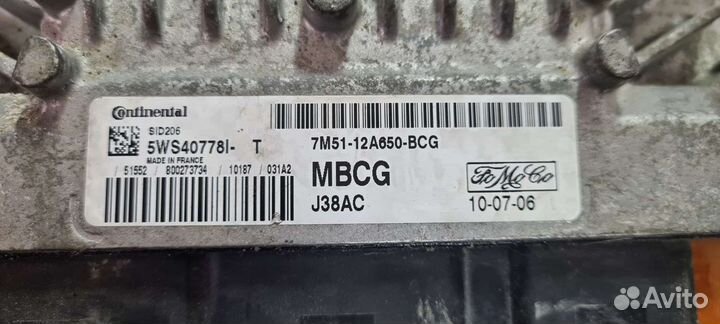 Continental
SID206
5WS40778I- T
MADE IN FRANCE
/ 51552 / 800273734 / 10187 / 031A2
7M51-12A650-BCG
MBCG
J38AC
FoMoCo
10-07-06
Avito